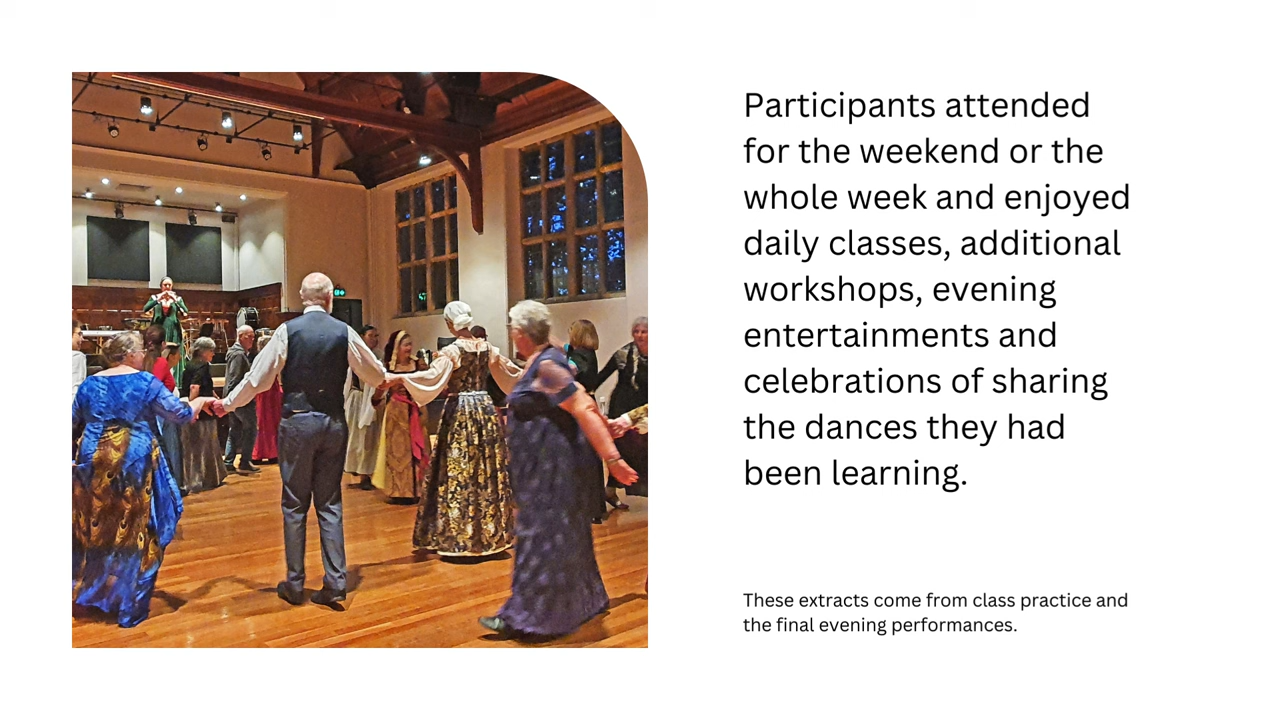 Participants attended
for the weekend or the
whole week and enjoyed
daily classes, additional
workshops, evening
entertainments and
celebrations of sharing
the dances they had
been learning.
These extracts come from class practice and
the final evening performances.